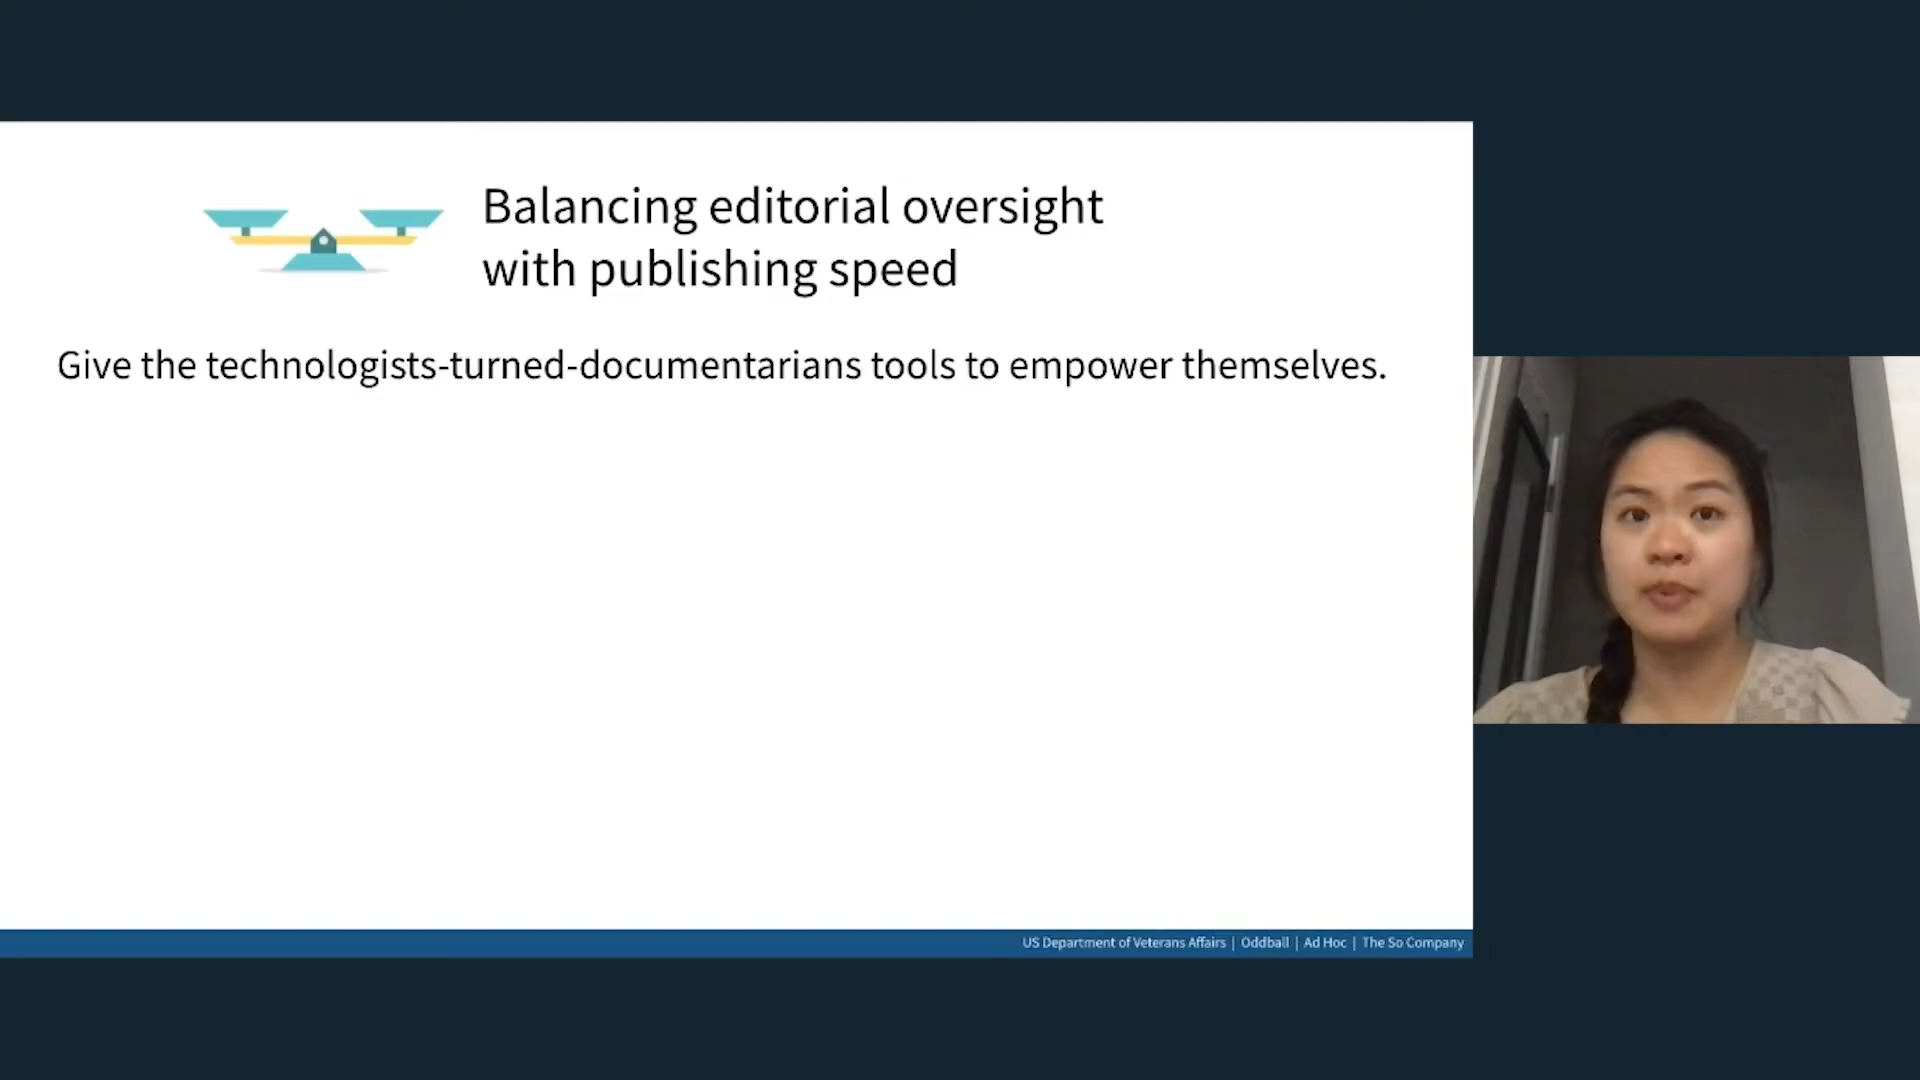 Balancing editorial oversight
with publishing speed
Give the technologists-turned-documentarians tools to empower themselves.
US Department of Veterans Affairs | Oddball | Ad Hoc | The So Company